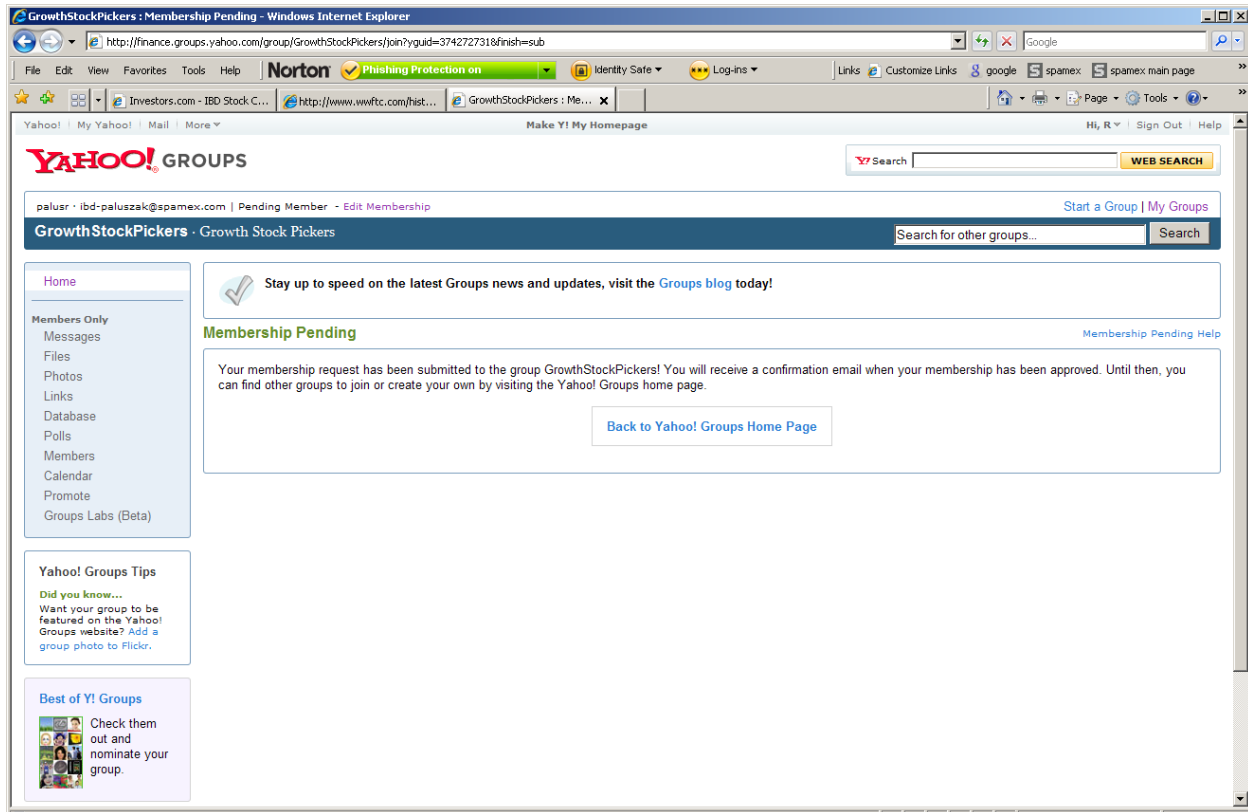 GrowthStockPickers : Membership Pending - Windows Internet Explorer
http://finance.groups.yahoo.com/group/GrowthStockPickers/join?yguid=374272731&finish=sub
Google
File Edit View Favorites Tools Help Norton Phishing Protection on Identity Safe Log-ins Links Customize Links google spamex spamex main page »
Investors.com - IBD Stock C... http://www.wwftc.com/hist... GrowthStockPickers : Me... Page Tools »
Yahoo! My Yahoo! Mail More Make Y! My Homepage Hi, R Sign Out Help
YAHOO! GROUPS
Y! Search WEB SEARCH
palusr · ibd-paluszak@spamex.com | Pending Member - Edit Membership Start a Group | My Groups
GrowthStockPickers · Growth Stock Pickers Search for other groups... Search
Home
Members Only
Messages
Files
Photos
Links
Database
Polls
Members
Calendar
Promote
Groups Labs (Beta)
Yahoo! Groups Tips
Did you know...
Want your group to be
featured on the Yahoo!
Groups website? Add a
group photo to Flickr.
Best of Y! Groups
Check them
out and
nominate your
group.
Stay up to speed on the latest Groups news and updates, visit the Groups blog today!
Membership Pending Membership Pending Help
Your membership request has been submitted to the group GrowthStockPickers! You will receive a confirmation email when your membership has been approved. Until then, you
can find other groups to join or create your own by visiting the Yahoo! Groups home page.
Back to Yahoo! Groups Home Page